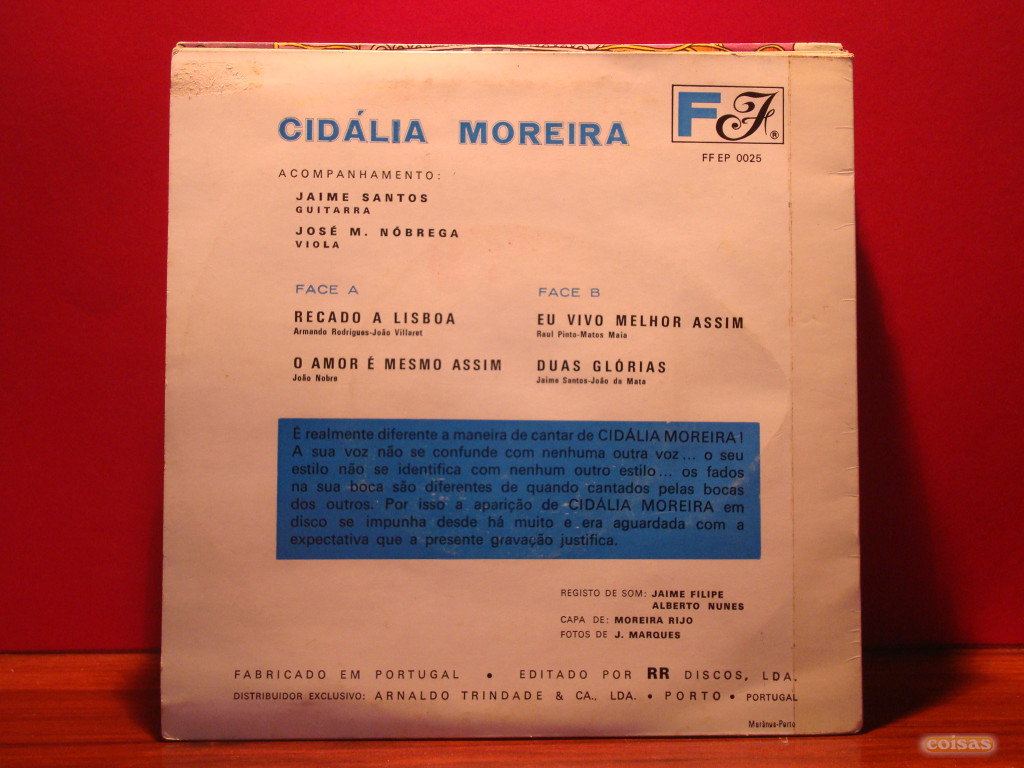 CIDÁLIA MOREIRA
FF®
FF EP 0025
ACOMPANHAMENTO:
JAIME SANTOS
GUITARRA
JOSÉ M. NÓBREGA
VIOLA
FACE A
RECADO A LISBOA
Armando Rodrigues-João Villaret
O AMOR É MESMO ASSIM
João Nobre
FACE B
EU VIVO MELHOR ASSIM
Raul Pinto-Matos Maia
DUAS GLÓRIAS
Jaime Santos-João da Mata
É realmente diferente a maneira de cantar de CIDÁLIA MOREIRA!
A sua voz não se confunde com nenhuma outra voz... o seu
estilo não se identifica com nenhum outro estilo... os fados
na sua boca são diferentes de quando cantados pelas bocas
dos outros. Por isso a aparição de CIDÁLIA MOREIRA em
disco se impunha desde há muito e era aguardada com a
expectativa que a presente gravação justifica.
REGISTO DE SOM: JAIME FILIPE
ALBERTO NUNES
CAPA DE: MOREIRA RIJO
FOTOS DE J. MARQUES
FABRICADO EM PORTUGAL • EDITADO POR RR DISCOS, LDA.
DISTRIBUIDOR EXCLUSIVO: ARNALDO TRINDADE & CA., LDA. • PORTO • PORTUGAL
Marânus-Porto
coisas